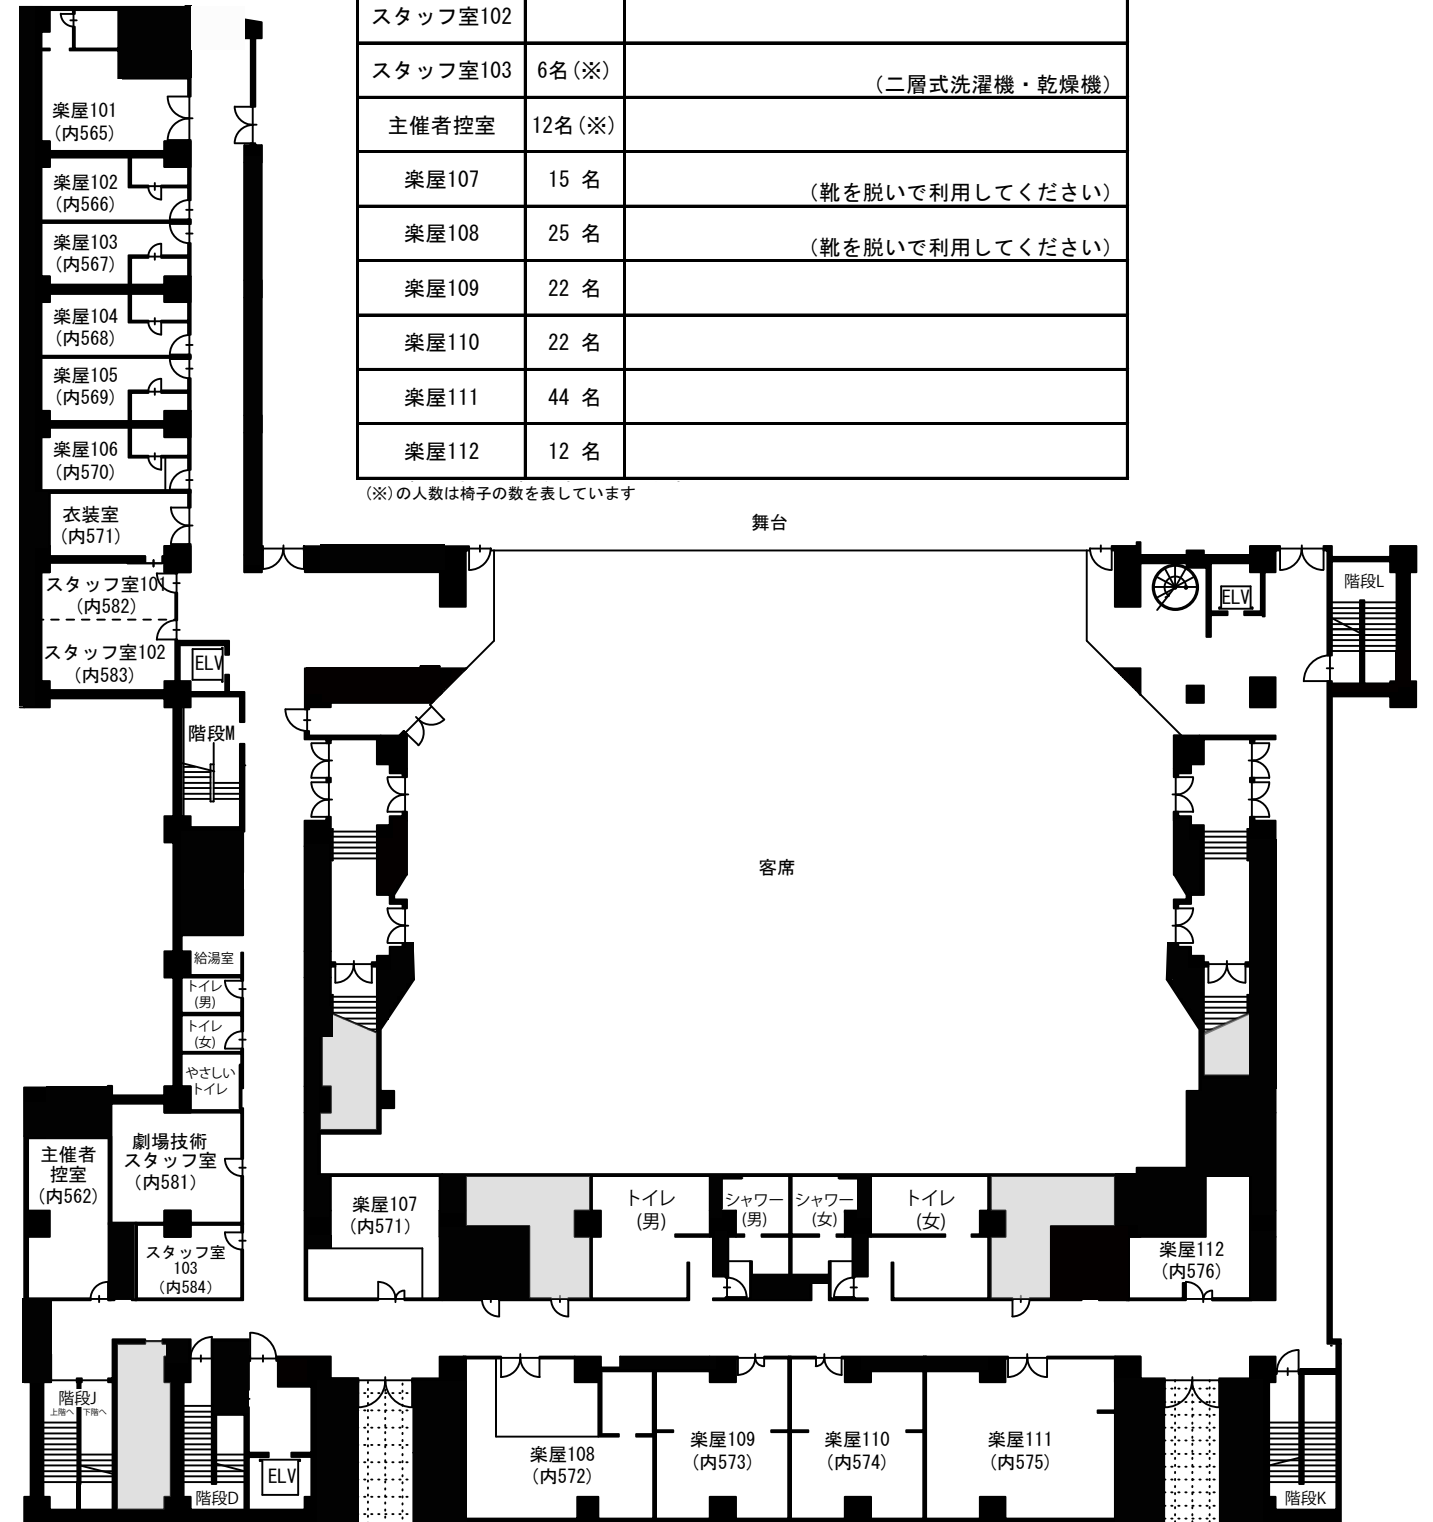 スタッフ室102
スタッフ室103 6名(※) (二層式洗濯機・乾燥機)
主催者控室 12名(※)
楽屋107 15 名 (靴を脱いで利用してください)
楽屋108 25 名 (靴を脱いで利用してください)
楽屋109 22 名
楽屋110 22 名
楽屋111 44 名
楽屋112 12 名
(※)の人数は椅子の数を表しています
楽屋101
(内565)
楽屋102
(内566)
楽屋103
(内567)
楽屋104
(内568)
楽屋105
(内569)
楽屋106
(内570)
衣装室
(内571)
スタッフ室101
(内582)
スタッフ室102
(内583)
ELV
階段M
舞台
客席
ELV
階段L
給湯室
トイレ
(男)
トイレ
(女)
やさしい
トイレ
主催者
控室
(内562)
劇場技術
スタッフ室
(内581)
スタッフ室
103
(内584)
楽屋107
(内571)
トイレ
(男)
シャワー
(男)
シャワー
(女)
トイレ
(女)
楽屋112
(内576)
階段J
上階へ 下階へ
階段D
ELV
楽屋108
(内572)
楽屋109
(内573)
楽屋110
(内574)
楽屋111
(内575)
階段K